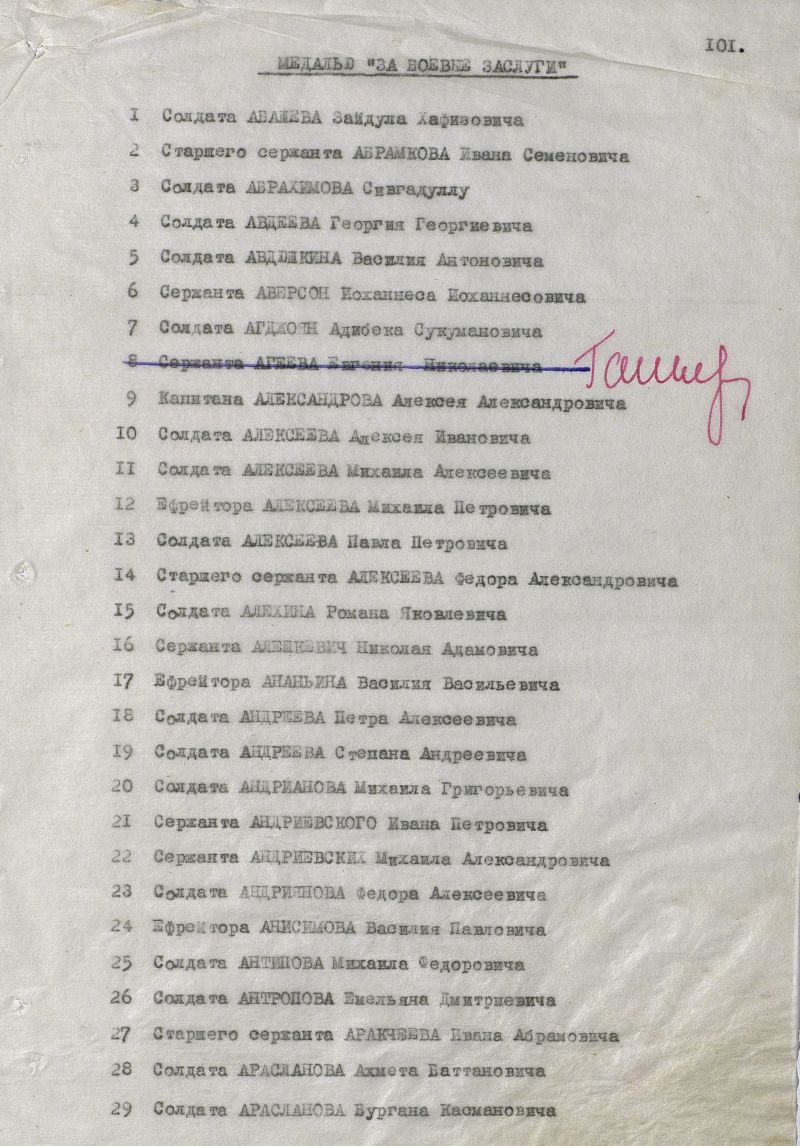 101.
МЕДАЛЬЮ "ЗА БОЕВЫЕ ЗАСЛУГИ"
1 Солдата АБАЛЕВА Зайдула Хафизовича
2 Старшего сержанта АБРАМКОВА Ивана Семеновича
3 Солдата АБРАХИМОВА Сивгадуллу
4 Солдата АВДЕЕВА Георгия Георгиевича
5 Солдата АВДЮШКИНА Василия Антоновича
6 Сержанта АВЕРСОН Иоханнеса Иоханнесовича
7 Солдата Адибека Сукумановича
8 Сержанта АГЕЕВА Евгения Николаевича
9 Капитана АЛЕКСАНДРОВА Алексея Александровича
10 Солдата АЛЕКСЕЕВА Алексея Ивановича
11 Солдата АЛЕКСЕЕВА Михаила Алексеевича
12 Ефрейтора АЛЕКСЕЕВА Михаила Петровича
13 Солдата АЛЕКСЕЕВА Павла Петровича
14 Старшего сержанта АЛЕКСЕЕВА Федора Александровича
15 Солдата АЛЕХИНА Романа Яковлевича
16 Сержанта АЛЕШКЕВИЧ Николая Адамовича
17 Ефрейтора АНАНЬИНА Василия Васильевича
18 Солдата АНДРЕЕВА Петра Алексеевича
19 Солдата АНДРЕЕВА Степана Андреевича
20 Солдата АНДРИАНОВА Михаила Григорьевича
21 Сержанта АНДРИЕВСКОГО Ивана Петровича
22 Сержанта АНДРИЕВСКИХ Михаила Александровича
23 Солдата АНДРИЯНОВА Федора Алексеевича
24 Ефрейтора АНИСИМОВА Василия Павловича
25 Солдата АНТИПОВА Михаила Федоровича
26 Солдата АНТРОПОВА Емельяна Дмитриевича
27 Старшего сержанта АРАКЧЕЕВА Ивана Абрамовича
28 Солдата АРАСЛАНОВА Ахмета Баттановича
29 Солдата АРАСЛАНОВА Бургана Касмановича